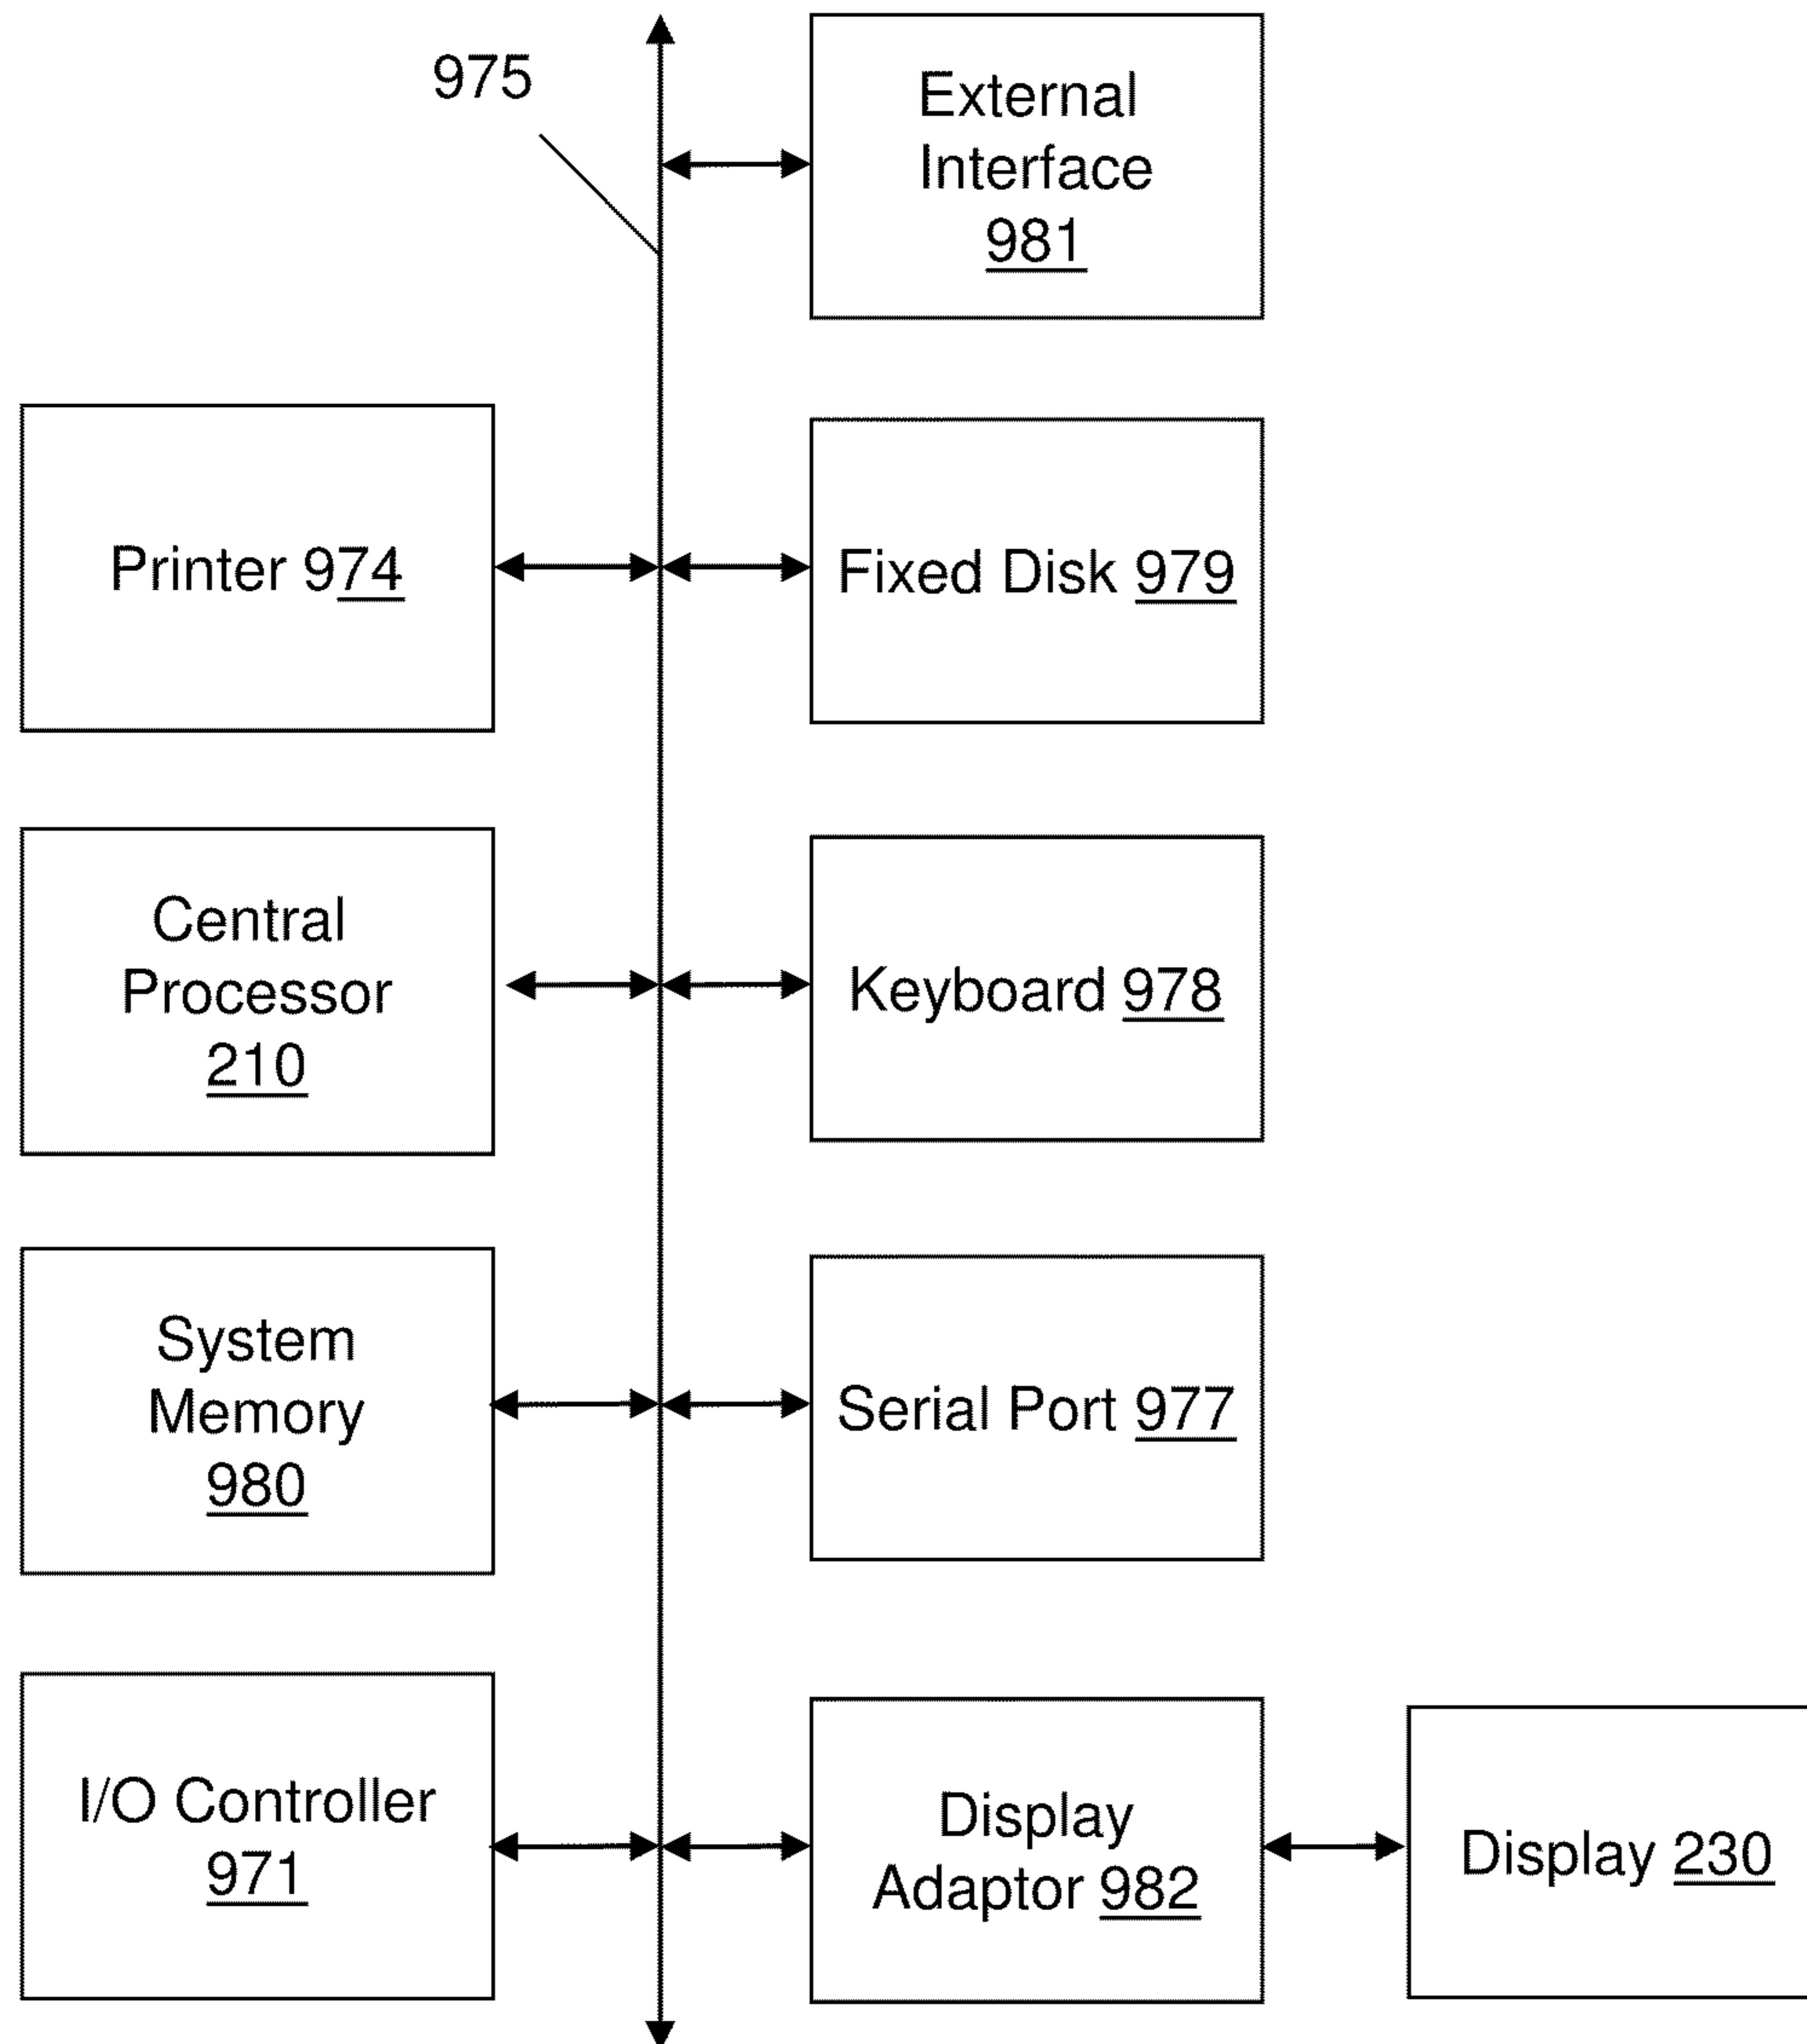 975
External
Interface
981
Printer 974
Fixed Disk 979
Central
Processor
210
Keyboard 978
System
Memory
980
Serial Port 977
I/O Controller
971
Display
Adaptor 982
Display 230